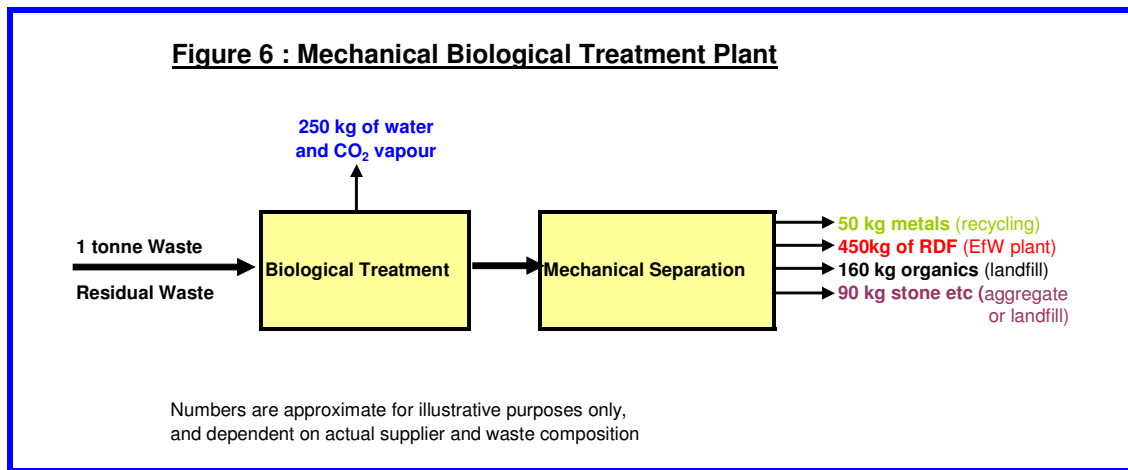 Figure 6 : Mechanical Biological Treatment Plant
250 kg of water
and CO₂ vapour
1 tonne Waste
Residual Waste
Biological Treatment
Mechanical Separation
50 kg metals (recycling)
450kg of RDF (EfW plant)
160 kg organics (landfill)
90 kg stone etc (aggregate
or landfill)
Numbers are approximate for illustrative purposes only,
and dependent on actual supplier and waste composition